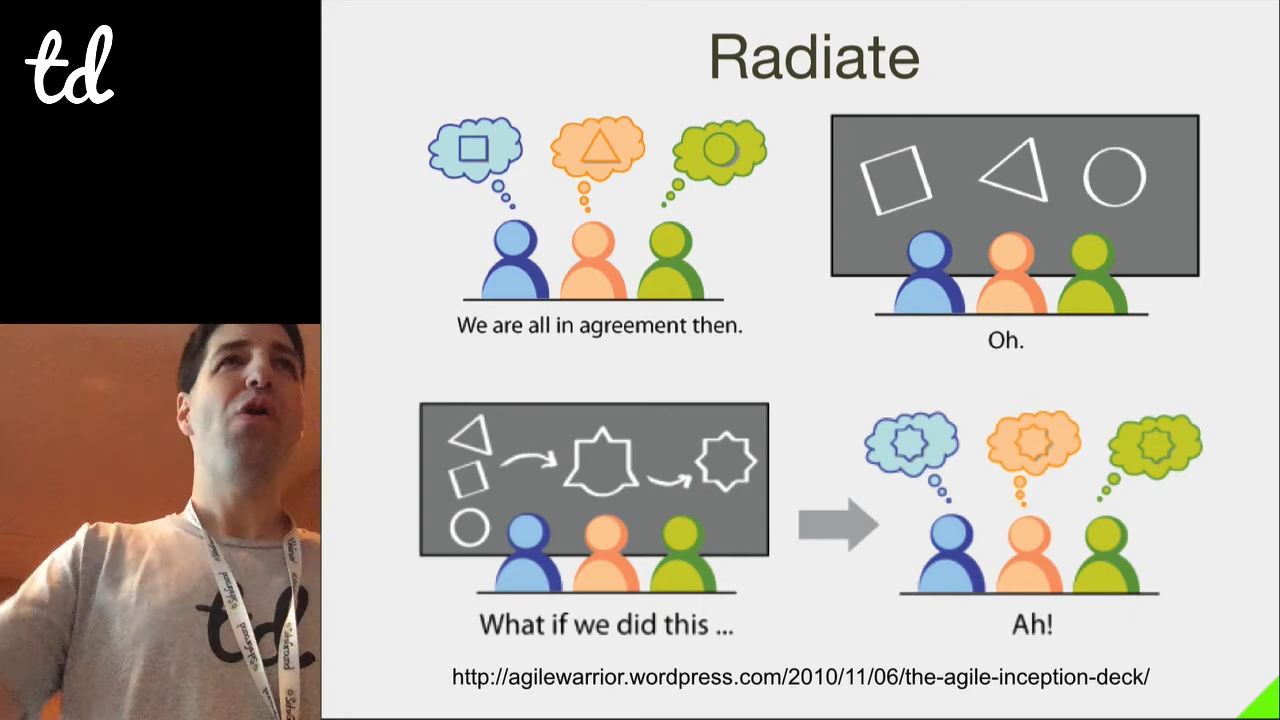 td
Radiate
We are all in agreement then.
Oh.
What if we did this ...
Ah!
http://agilewarrior.wordpress.com/2010/11/06/the-agile-inception-deck/
td